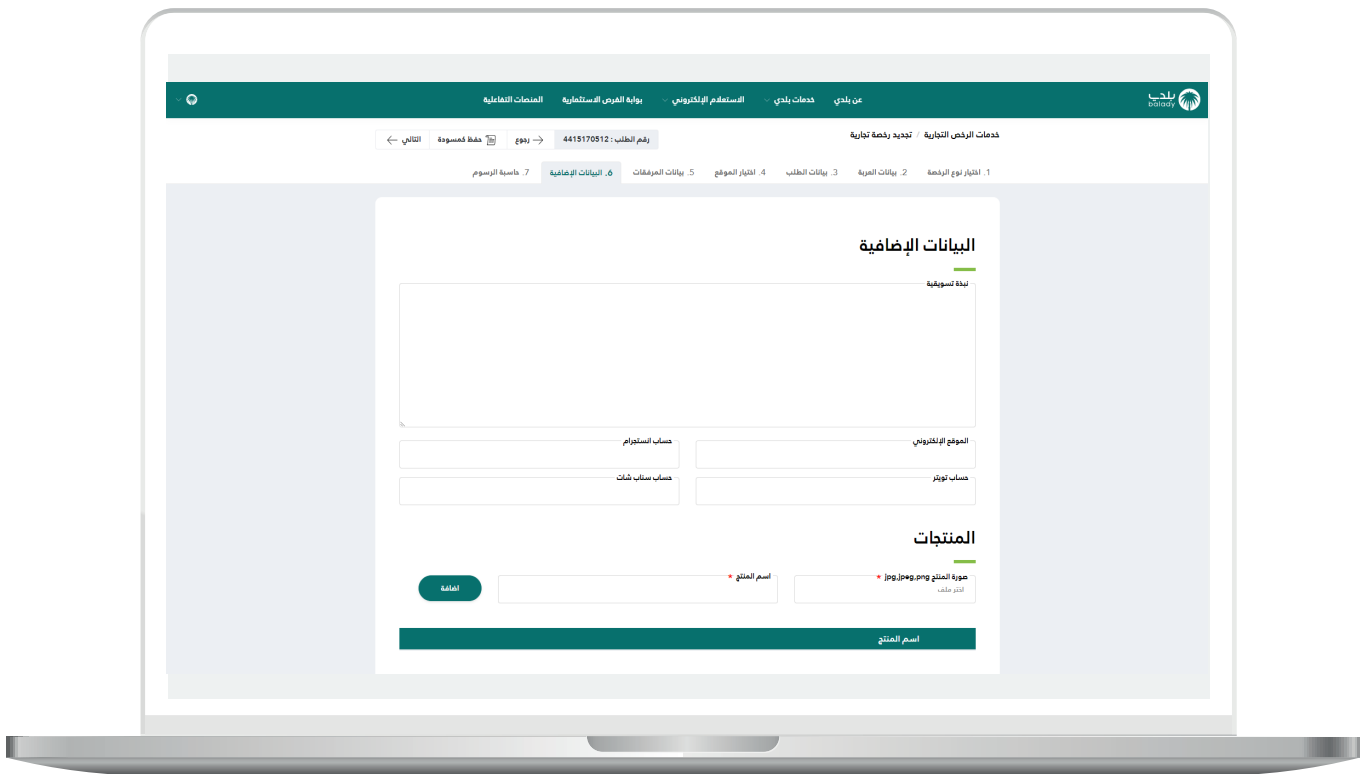 بلدي
balady
عن بلدي خدمات بلدي الاستعلام الإلكتروني بوابة الفرص الاستثمارية المنصات التفاعلية
خدمات الرخص التجارية / تجديد رخصة تجارية
رقم الطلب : 4415170512 رجوع حفظ كمسودة التالي
1. اختيار نوع الرخصة 2. بيانات العربة 3. بيانات الطلب 4. اختيار الموقع 5. بيانات المرفقات 6. البيانات الإضافية 7. حاسبة الرسوم
البيانات الإضافية
نبذة تسويقية
الموقع الإلكتروني حساب انستجرام
حساب تويتر حساب سناب شات
المنتجات
صورة المنتج jpg,jpeg,png * اسم المنتج *
اختر ملف
اضافة
اسم المنتج